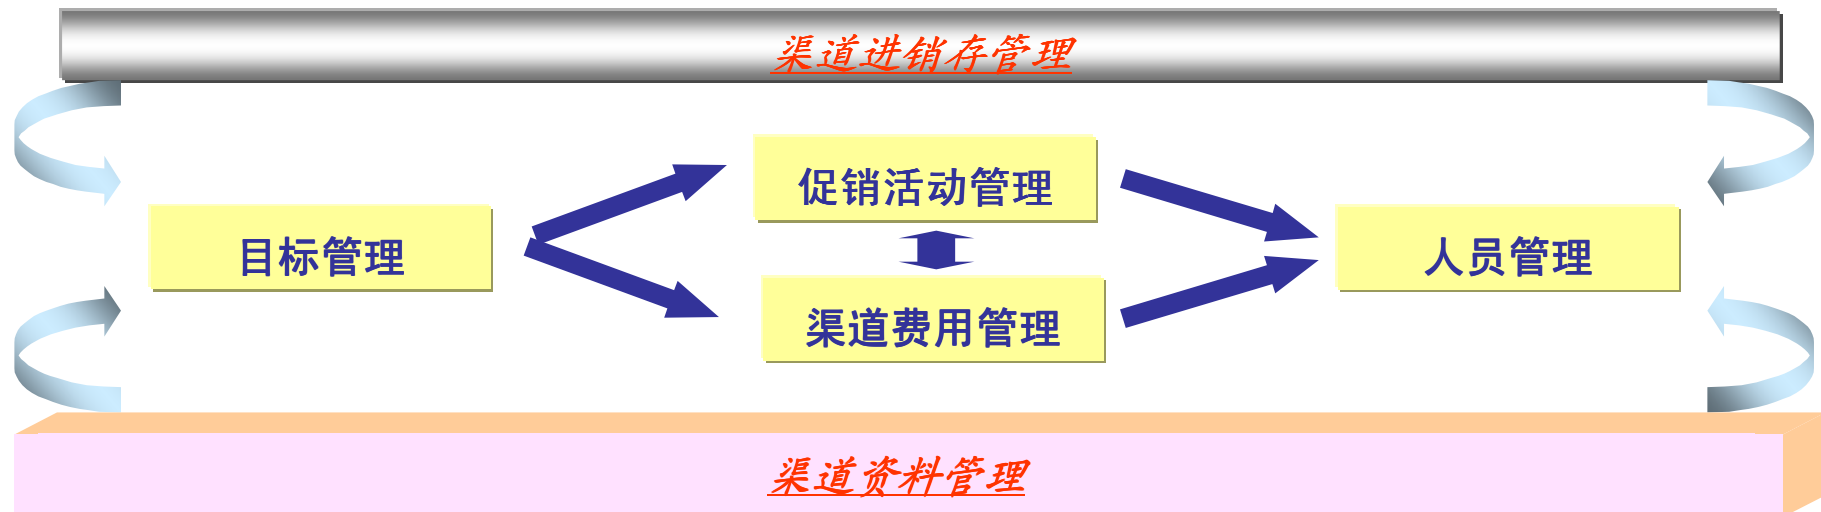 渠道进销存管理
促销活动管理
目标管理
人员管理
渠道费用管理
渠道资料管理